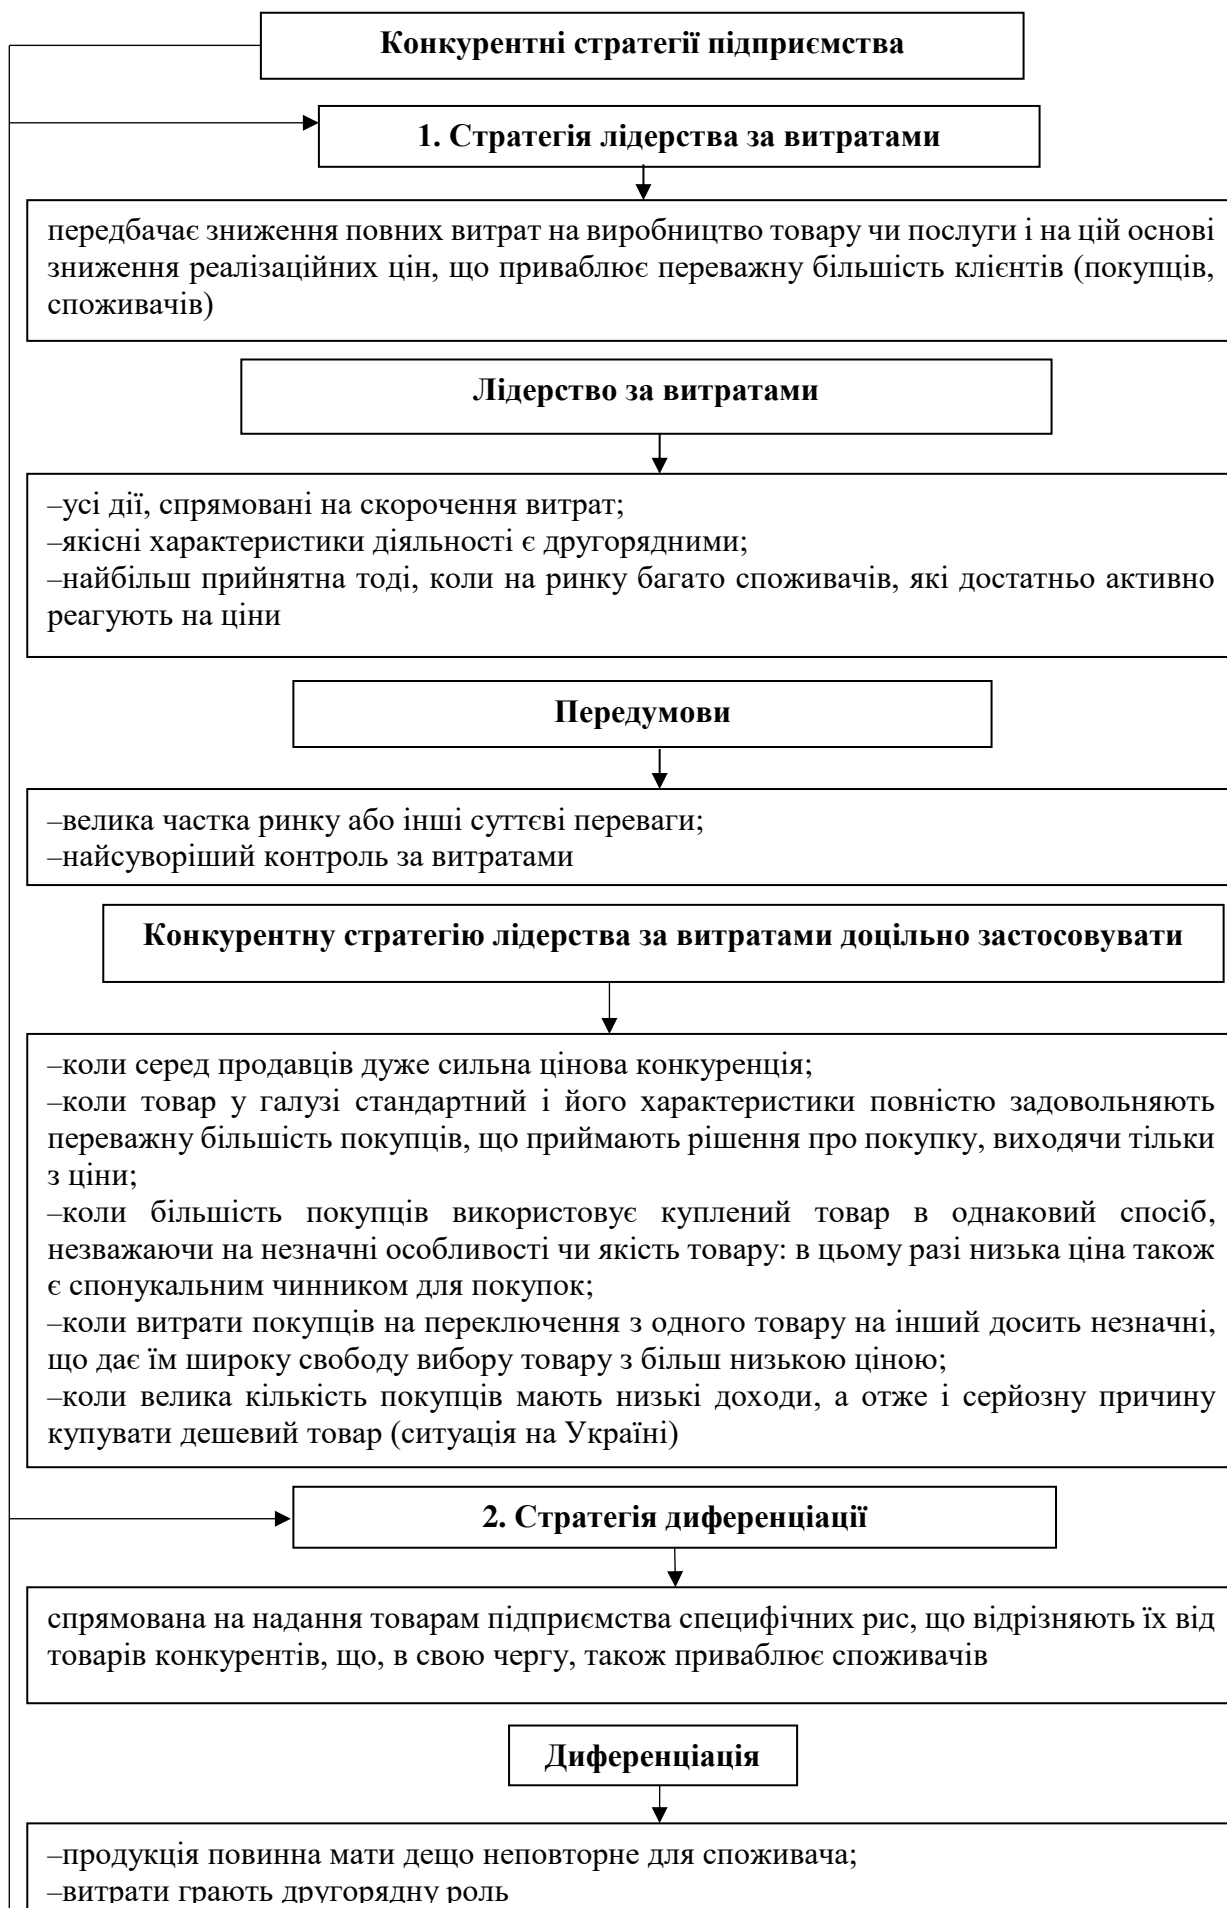 Конкурентні стратегії підприємства
1. Стратегія лідерства за витратами
передбачає зниження повних витрат на виробництво товару чи послуги і на цій основі
зниження реалізаційних цін, що приваблює переважну більшість клієнтів (покупців,
споживачів)
Лідерство за витратами
–усі дії, спрямовані на скорочення витрат;
–якісні характеристики діяльності є другорядними;
–найбільш прийнятна тоді, коли на ринку багато споживачів, які достатньо активно
реагують на ціни
Передумови
–велика частка ринку або інші суттєві переваги;
–найсуворіший контроль за витратами
Конкурентну стратегію лідерства за витратами доцільно застосовувати
–коли серед продавців дуже сильна цінова конкуренція;
–коли товар у галузі стандартний і його характеристики повністю задовольняють
переважну більшість покупців, що приймають рішення про покупку, виходячи тільки
з ціни;
–коли більшість покупців використовує куплений товар в однаковий спосіб,
незважаючи на незначні особливості чи якість товару: в цьому разі низька ціна також
є спонукальним чинником для покупок;
–коли витрати покупців на переключення з одного товару на інший досить незначні,
що дає їм широку свободу вибору товару з більш низькою ціною;
–коли велика кількість покупців мають низькі доходи, а отже і серйозну причину
купувати дешевий товар (ситуація на Україні)
2. Стратегія диференціації
спрямована на надання товарам підприємства специфічних рис, що відрізняють їх від
товарів конкурентів, що, в свою чергу, також приваблює споживачів
Диференціація
–продукція повинна мати дещо неповторне для споживача;
–витрати грають другорядну роль